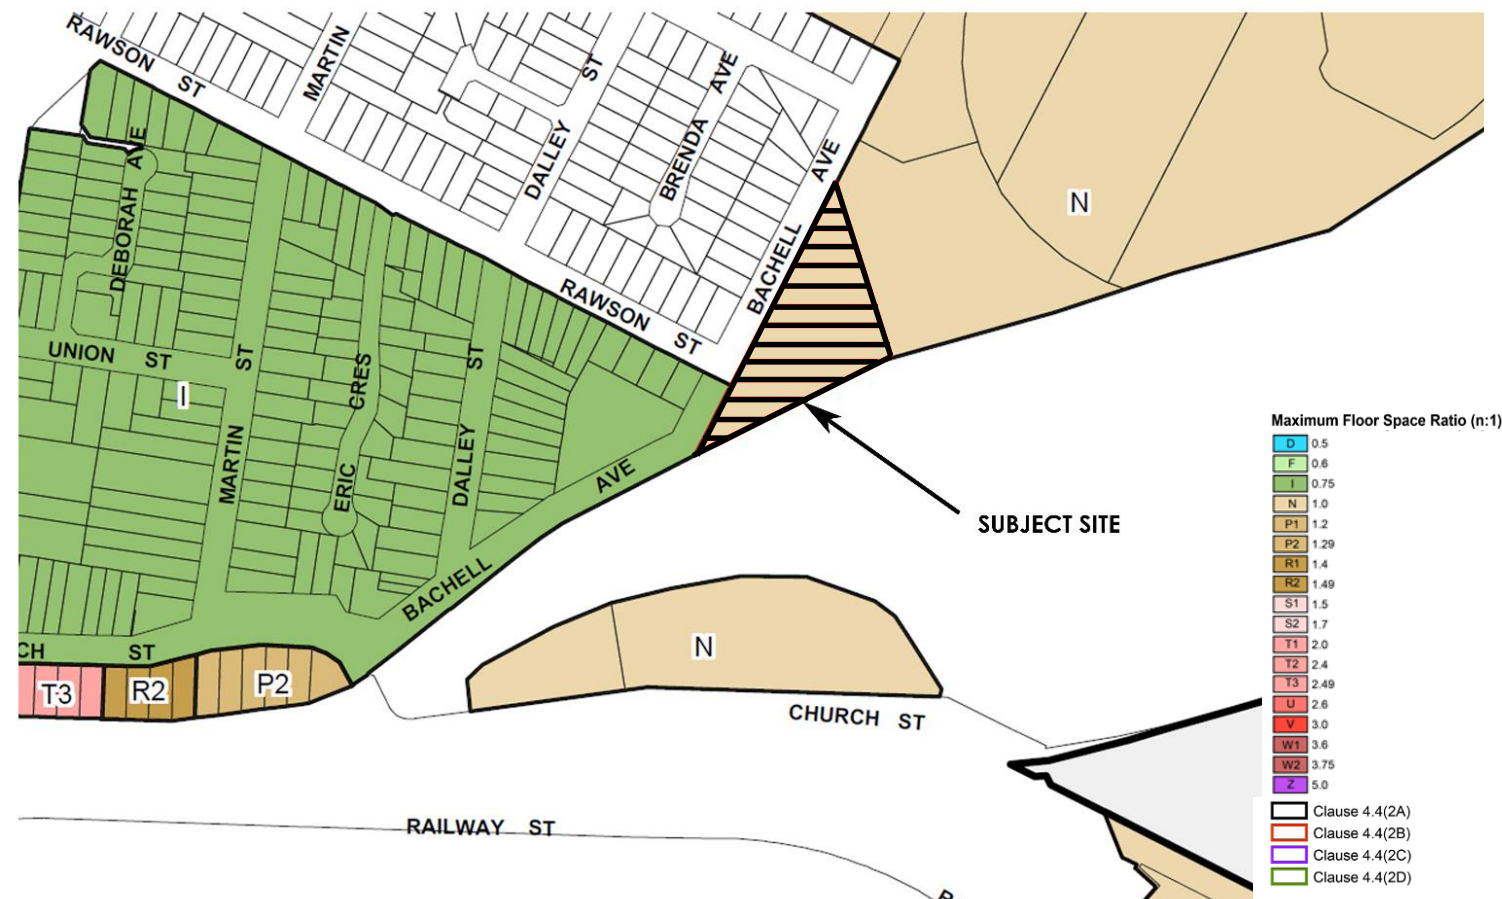 RAWSON ST
MARTIN
ST
DALLEY
BRENDA AVE
AVE
BACHELL
DEBORAH AVE
N
RAWSON ST
UNION ST
ST
I
CRES
ST
MARTIN
ERIC
DALLEY
AVE
BACHELL
SUBJECT SITE
CH ST
T3
R2
P2
N
CHURCH ST
RAILWAY ST
Maximum Floor Space Ratio (n:1)
D 0.5
F 0.6
I 0.75
N 1.0
P1 1.2
P2 1.29
R1 1.4
R2 1.49
S1 1.5
S2 1.7
T1 2.0
T2 2.4
T3 2.49
U 2.6
V 3.0
W1 3.6
W2 3.75
Z 5.0
Clause 4.4(2A)
Clause 4.4(2B)
Clause 4.4(2C)
Clause 4.4(2D)